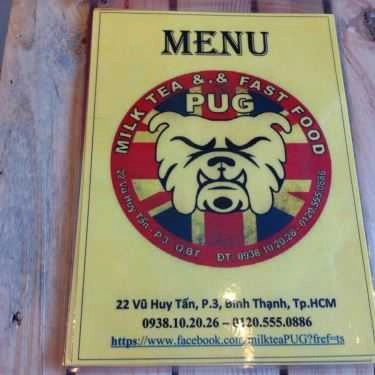 MENU
MILK TEA &.& FAST FOOD
PUG
22 Vũ Huy Tấn - P.3 - Q.BT
ĐT: 0938.10.20.26 - 0120.555.0886
22 Vũ Huy Tấn, P.3, Bình Thạnh, Tp.HCM
0938.10.20.26 – 0120.555.0886
https://www.facebook.com/milkteaPUG?fref=ts